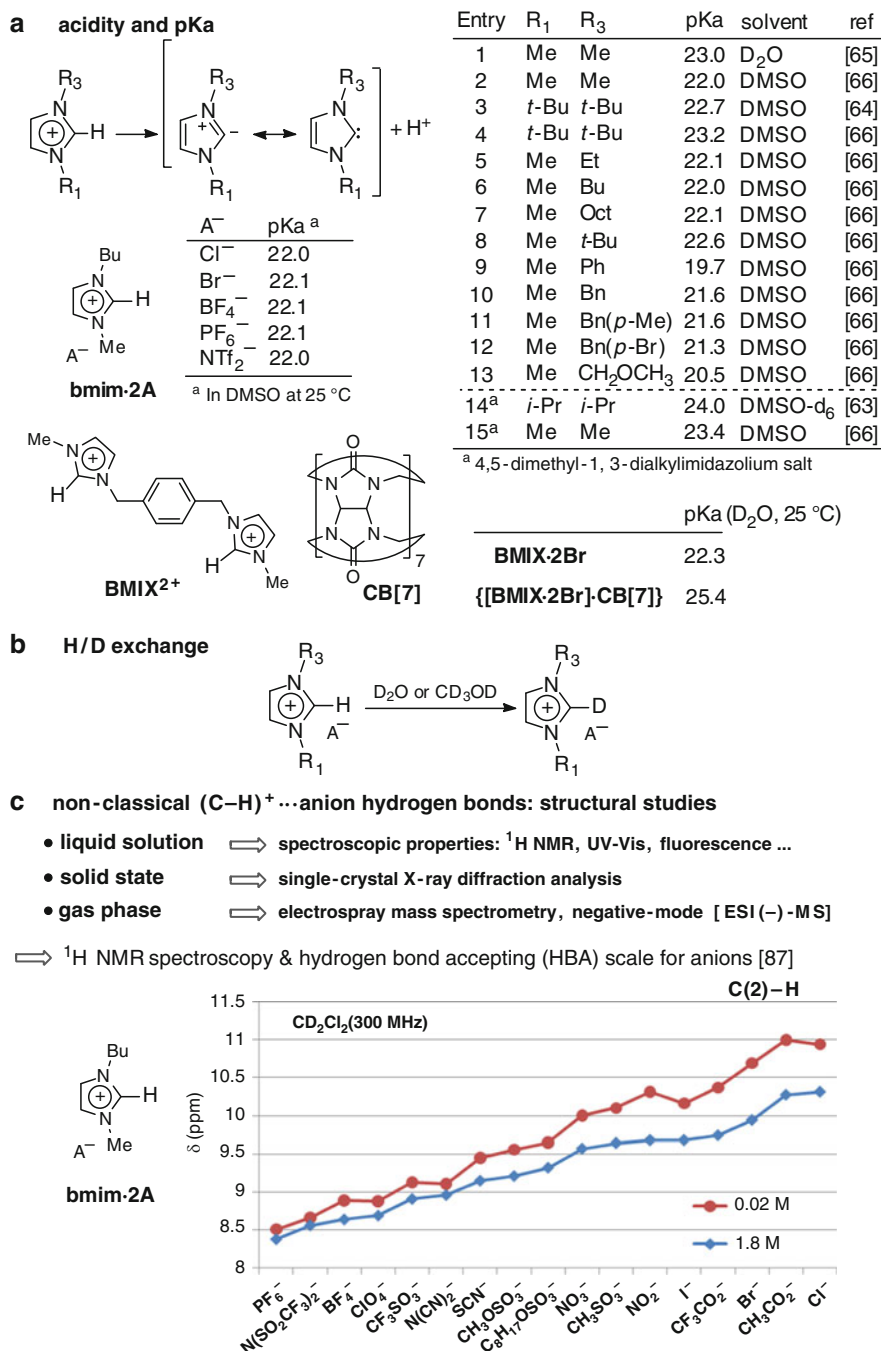 a acidity and pKa
R3
N
+
H
N
R1
R3
N
+
–
N
R1
R3
N
:
N
R1
+ H⁺
A⁻ pKa ᵃ
Cl⁻ 22.0
Br⁻ 22.1
BF₄⁻ 22.1
PF₆⁻ 22.1
NTf₂⁻ 22.0
ᵃ In DMSO at 25 °C
Bu
N
+
H
N
A⁻ Me
bmim·2A
Entry R₁ R₃ pKa solvent ref
1 Me Me 23.0 D₂O [65]
2 Me Me 22.0 DMSO [66]
3 t-Bu t-Bu 22.7 DMSO [64]
4 t-Bu t-Bu 23.2 DMSO [66]
5 Me Et 22.1 DMSO [66]
6 Me Bu 22.0 DMSO [66]
7 Me Oct 22.1 DMSO [66]
8 Me t-Bu 22.6 DMSO [66]
9 Me Ph 19.7 DMSO [66]
10 Me Bn 21.6 DMSO [66]
11 Me Bn(p-Me) 21.6 DMSO [66]
12 Me Bn(p-Br) 21.3 DMSO [66]
13 Me CH₂OCH₃ 20.5 DMSO [66]
14ᵃ i-Pr i-Pr 24.0 DMSO-d₆ [63]
15ᵃ Me Me 23.4 DMSO [66]
ᵃ 4,5-dimethyl-1, 3-dialkylimidazolium salt
Me
N
+
H
N
N
+
H
N
Me
BMIX²⁺
O
N N
N N
O
7
CB[7]
pKa (D₂O, 25 °C)
BMIX·2Br 22.3
{[BMIX·2Br]·CB[7]} 25.4
b H/D exchange
R₃
N
+
H
N
A⁻
R₁
D₂O or CD₃OD
R₃
N
+
D
N
A⁻
R₁
c non-classical (C–H)⁺ ···anion hydrogen bonds: structural studies
• liquid solution ⇒ spectroscopic properties: ¹H NMR, UV-Vis, fluorescence ...
• solid state ⇒ single-crystal X-ray diffraction analysis
• gas phase ⇒ electrospray mass spectrometry, negative-mode [ESI(–)-MS]
⇒ ¹H NMR spectroscopy & hydrogen bond accepting (HBA) scale for anions [87]
C(2)–H
CD₂Cl₂(300 MHz)
δ (ppm)
11.5
11
10.5
10
9.5
9
8.5
8
0.02 M
1.8 M
PF₆⁻
N(SO₂CF₃)₂⁻
BF₄⁻
ClO₄⁻
CF₃SO₃⁻
N(CN)₂⁻
SCN⁻
CH₃OSO₃⁻
C₈H₁₇OSO₃⁻
NO₃⁻
CH₃SO₃⁻
NO₂⁻
I⁻
CF₃CO₂⁻
Br⁻
CH₃CO₂⁻
Cl⁻
Bu
N
+
H
N
A⁻ Me
bmim·2A